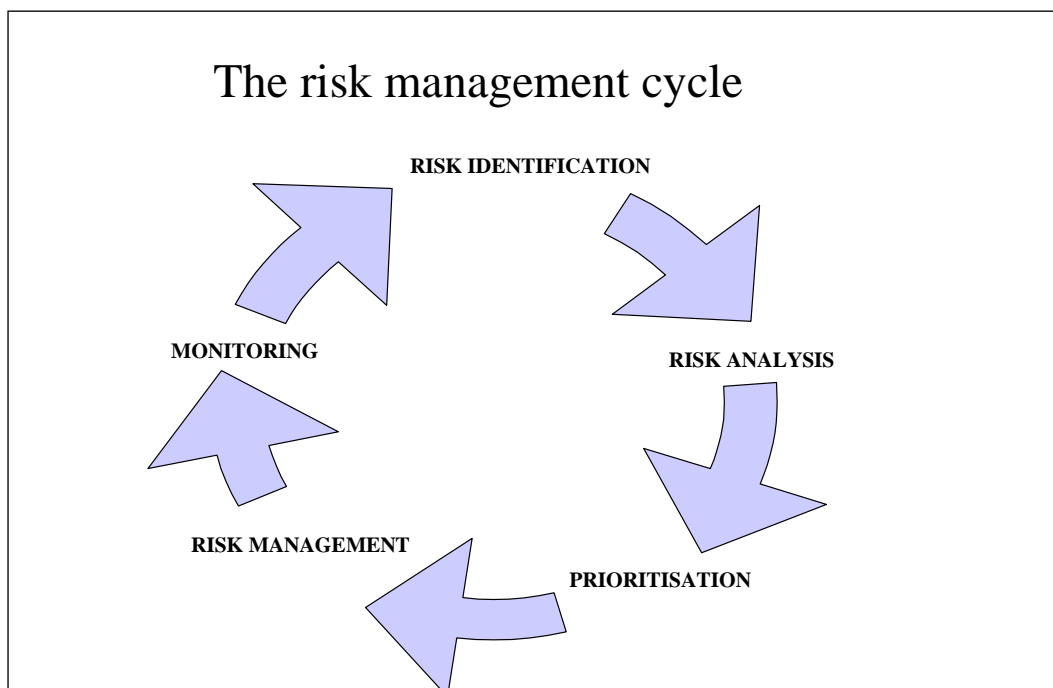 The risk management cycle
RISK IDENTIFICATION
RISK ANALYSIS
PRIORITISATION
RISK MANAGEMENT
MONITORING